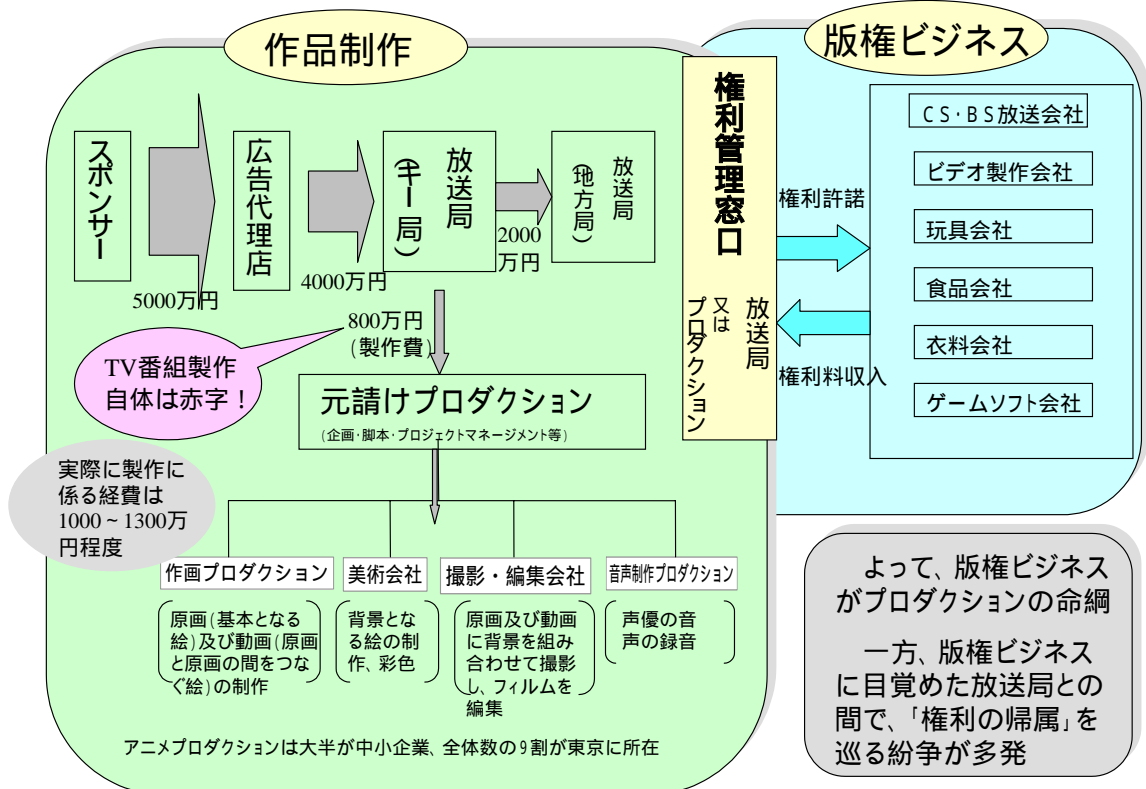 作品制作
スポンサー
5000万円
広告代理店
4000万円
放送局
(キー局)
2000
万円
放送局
(地方局)
800万円
(製作費)
TV番組製作
自体は赤字！
元請けプロダクション
(企画・脚本・プロジェクトマネージメント等)
実際に製作に
係る経費は
1000～1300万
円程度
作画プロダクション
美術会社
撮影・編集会社
音声制作プロダクション
原画(基本となる
絵)及び動画(原画
と原画の間をつな
ぐ絵)の制作
背景とな
る絵の制
作、彩色
原画及び動画
に背景を組み
合わせて撮影
し、フィルムを
編集
声優の音
声の録音
アニメプロダクションは大半が中小企業、全体数の9割が東京に所在
権利管理窓口
放送局
又は
プロダクション
版権ビジネス
権利許諾
権利料収入
CS・BS放送会社
ビデオ製作会社
玩具会社
食品会社
衣料会社
ゲームソフト会社
よって、版権ビジネス
がプロダクションの命綱
一方、版権ビジネス
に目覚めた放送局との
間で、「権利の帰属」を
巡る紛争が多発